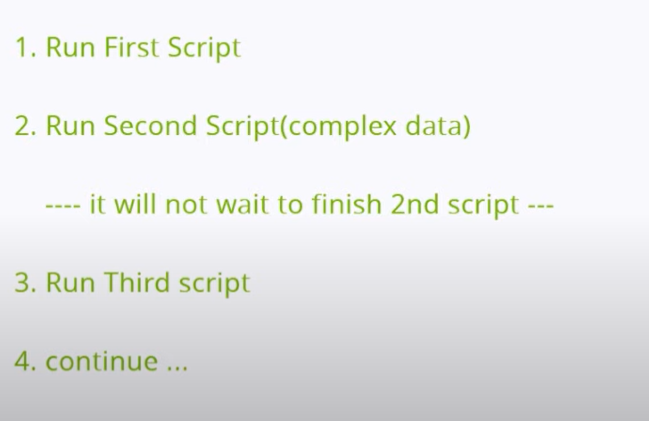 1. Run First Script
2. Run Second Script(complex data)
---- it will not wait to finish 2nd script ---
3. Run Third script
4. continue ...